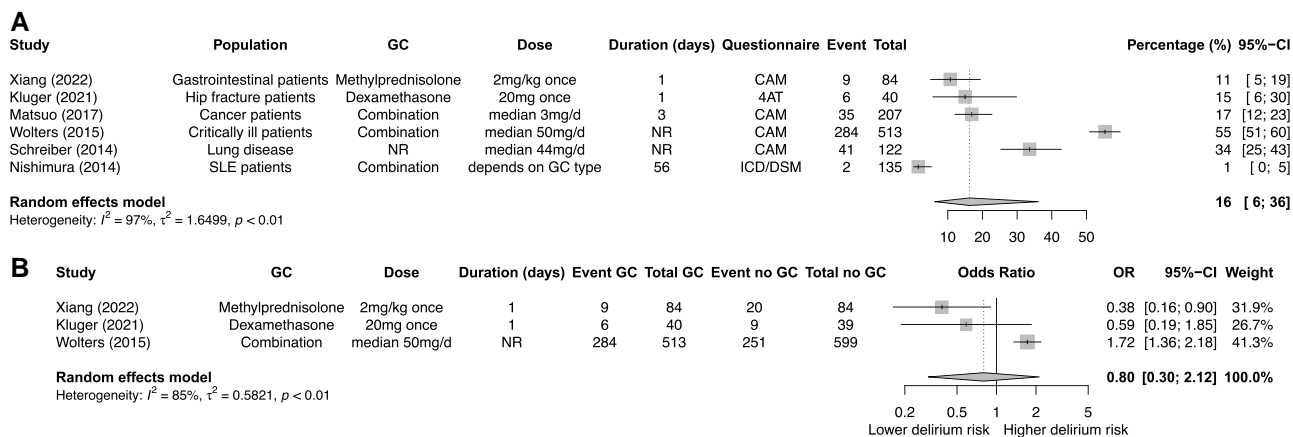 A
Study Population GC Dose Duration (days) Questionnaire Event Total Percentage (%) 95%−CI
Xiang (2022) Gastrointestinal patients Methylprednisolone 2mg/kg once 1 CAM 9 84 11 [ 5; 19]
Kluger (2021) Hip fracture patients Dexamethasone 20mg once 1 4AT 6 40 15 [ 6; 30]
Matsuo (2017) Cancer patients Combination median 3mg/d 3 CAM 35 207 17 [12; 23]
Wolters (2015) Critically ill patients Combination median 50mg/d NR CAM 284 513 55 [51; 60]
Schreiber (2014) Lung disease NR median 44mg/d NR CAM 41 122 34 [25; 43]
Nishimura (2014) SLE patients Combination depends on GC type 56 ICD/DSM 2 135 1 [ 0; 5]
Random effects model 16 [ 6; 36]
Heterogeneity: I² = 97%, τ² = 1.6499, p < 0.01
10 20 30 40 50
B
Study GC Dose Duration (days) Event GC Total GC Event no GC Total no GC Odds Ratio OR 95%−CI Weight
Xiang (2022) Methylprednisolone 2mg/kg once 1 9 84 20 84 0.38 [0.16; 0.90] 31.9%
Kluger (2021) Dexamethasone 20mg once 1 6 40 9 39 0.59 [0.19; 1.85] 26.7%
Wolters (2015) Combination median 50mg/d NR 284 513 251 599 1.72 [1.36; 2.18] 41.3%
Random effects model 0.80 [0.30; 2.12] 100.0%
Heterogeneity: I² = 85%, τ² = 0.5821, p < 0.01
0.2 0.5 1 2 5
Lower delirium risk Higher delirium risk